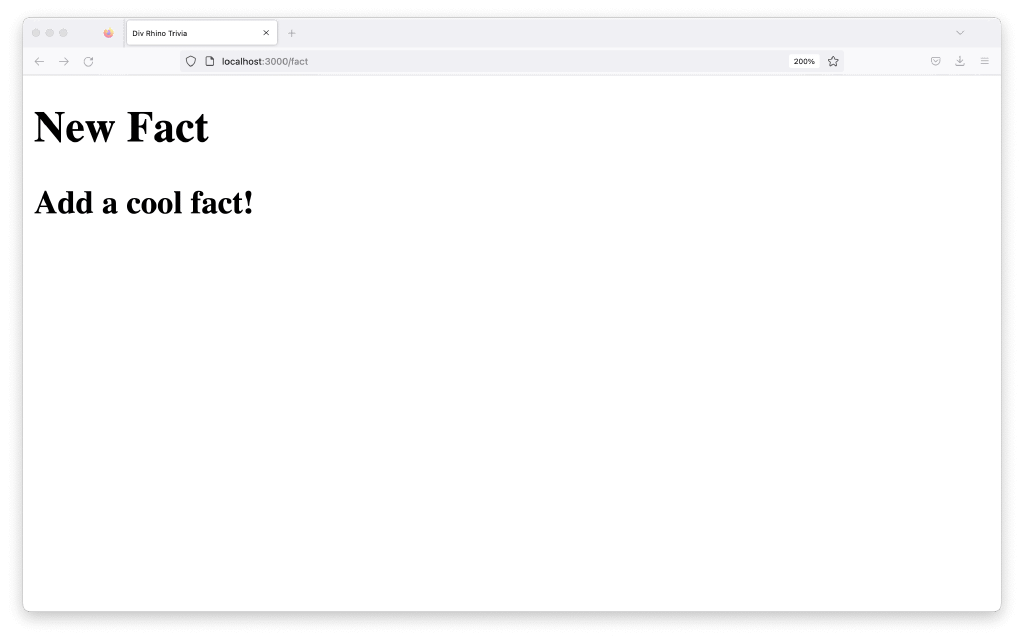 Div Rhino Trivia
localhost:3000/fact
200%
New Fact
Add a cool fact!